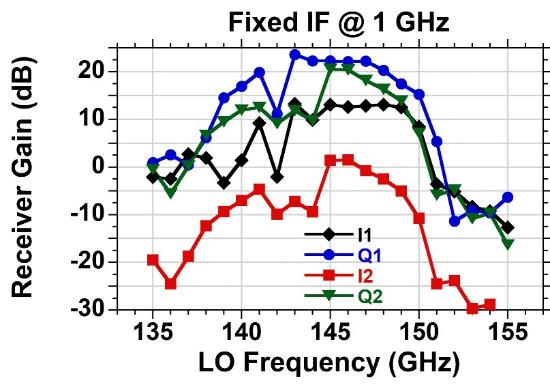 Fixed IF @ 1 GHz
Receiver Gain (dB)
20
10
0
-10
-20
-30
I1
Q1
I2
Q2
135 140 145 150 155
LO Frequency (GHz)